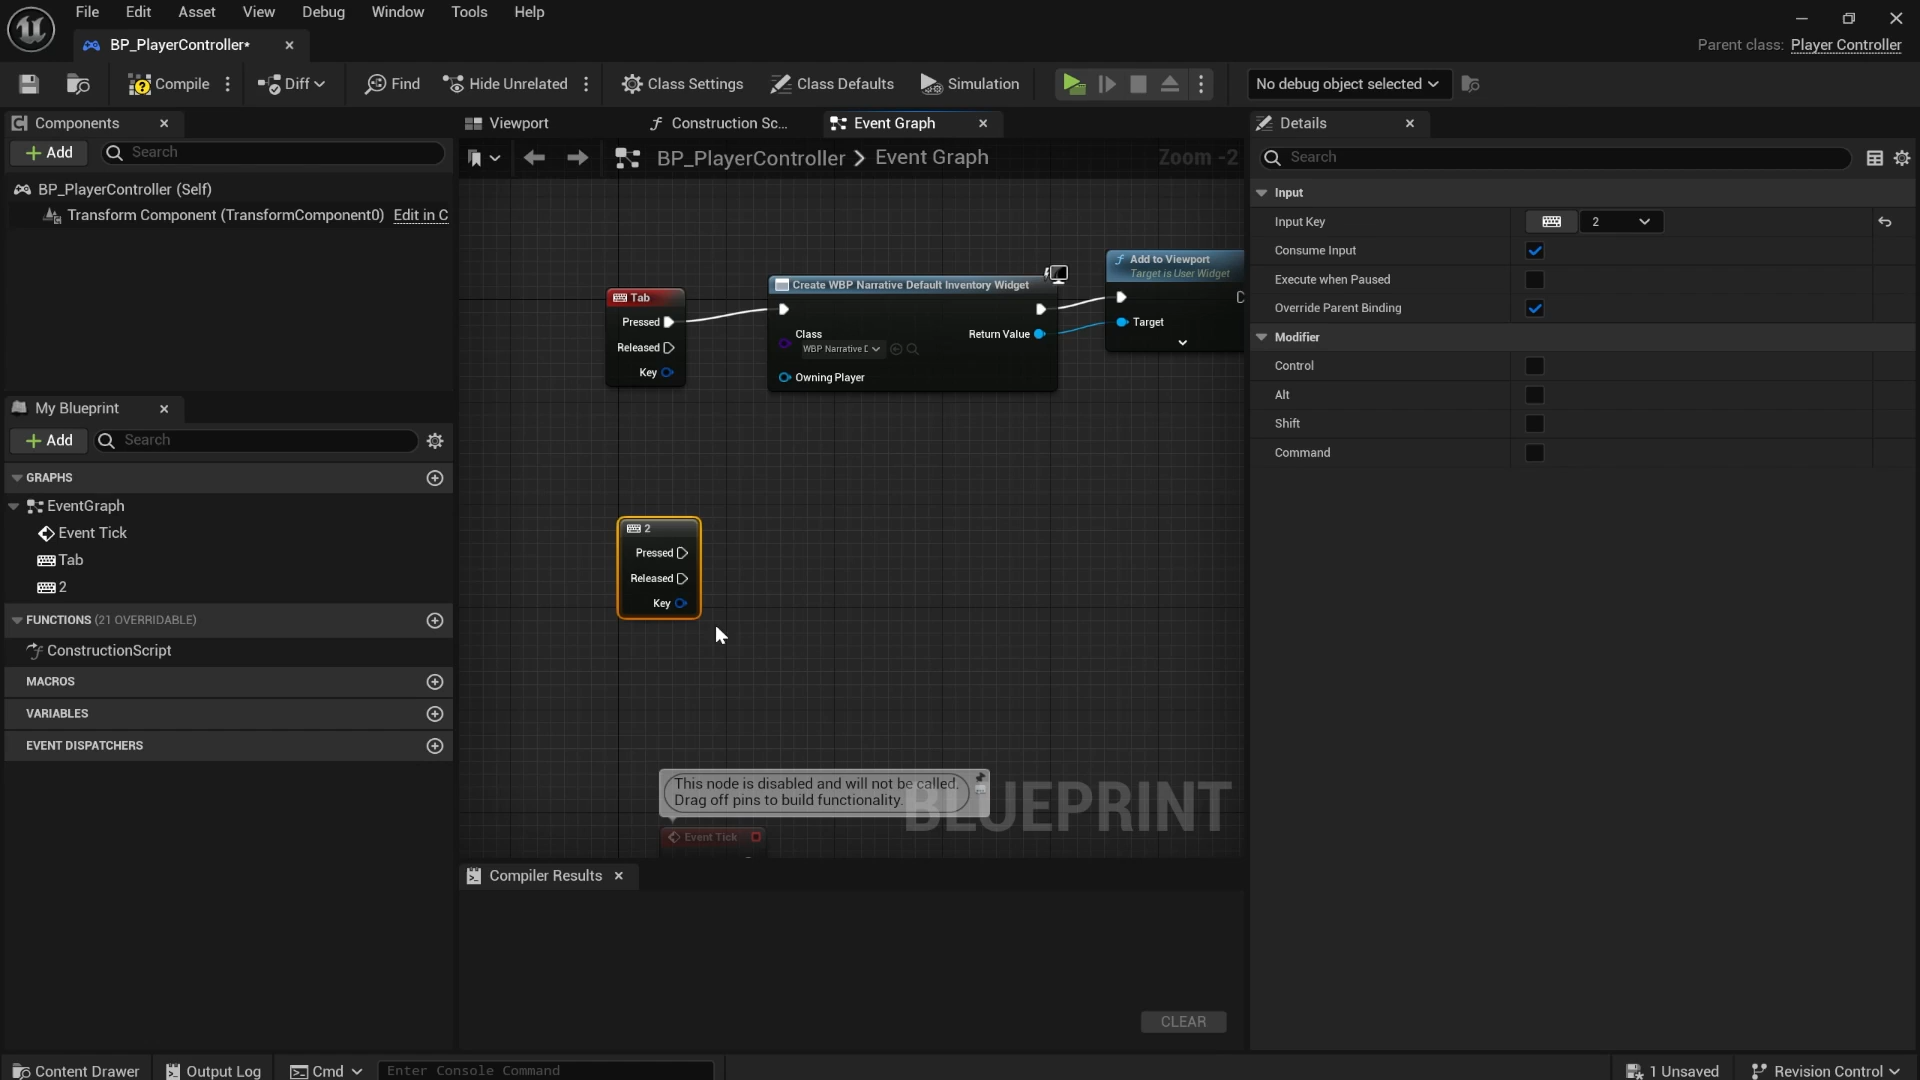 File Edit Asset View Debug Window Tools Help
BP_PlayerController*
Parent class: Player Controller
Compile Diff Find Hide Unrelated Class Settings Class Defaults Simulation No debug object selected
Components
Add Search
BP_PlayerController (Self)
Transform Component (TransformComponent0) Edit in C
My Blueprint
Add Search
GRAPHS
EventGraph
Event Tick
Tab
2
FUNCTIONS (21 OVERRIDABLE)
ConstructionScript
MACROS
VARIABLES
EVENT DISPATCHERS
Viewport Construction Sc... Event Graph
BP_PlayerController > Event Graph Zoom -2
Tab
Pressed
Released
Key
Create WBP Narrative Default Inventory Widget
Class
WBP Narrative D
Return Value
Owning Player
Add to Viewport
Target is User Widget
Target
2
Pressed
Released
Key
This node is disabled and will not be called.
Drag off pins to build functionality.
Event Tick
BLUEPRINT
Compiler Results
CLEAR
Details
Search
Input
Input Key 2
Consume Input
Execute when Paused
Override Parent Binding
Modifier
Control
Alt
Shift
Command
Content Drawer Output Log Cmd Enter Console Command 1 Unsaved Revision Control